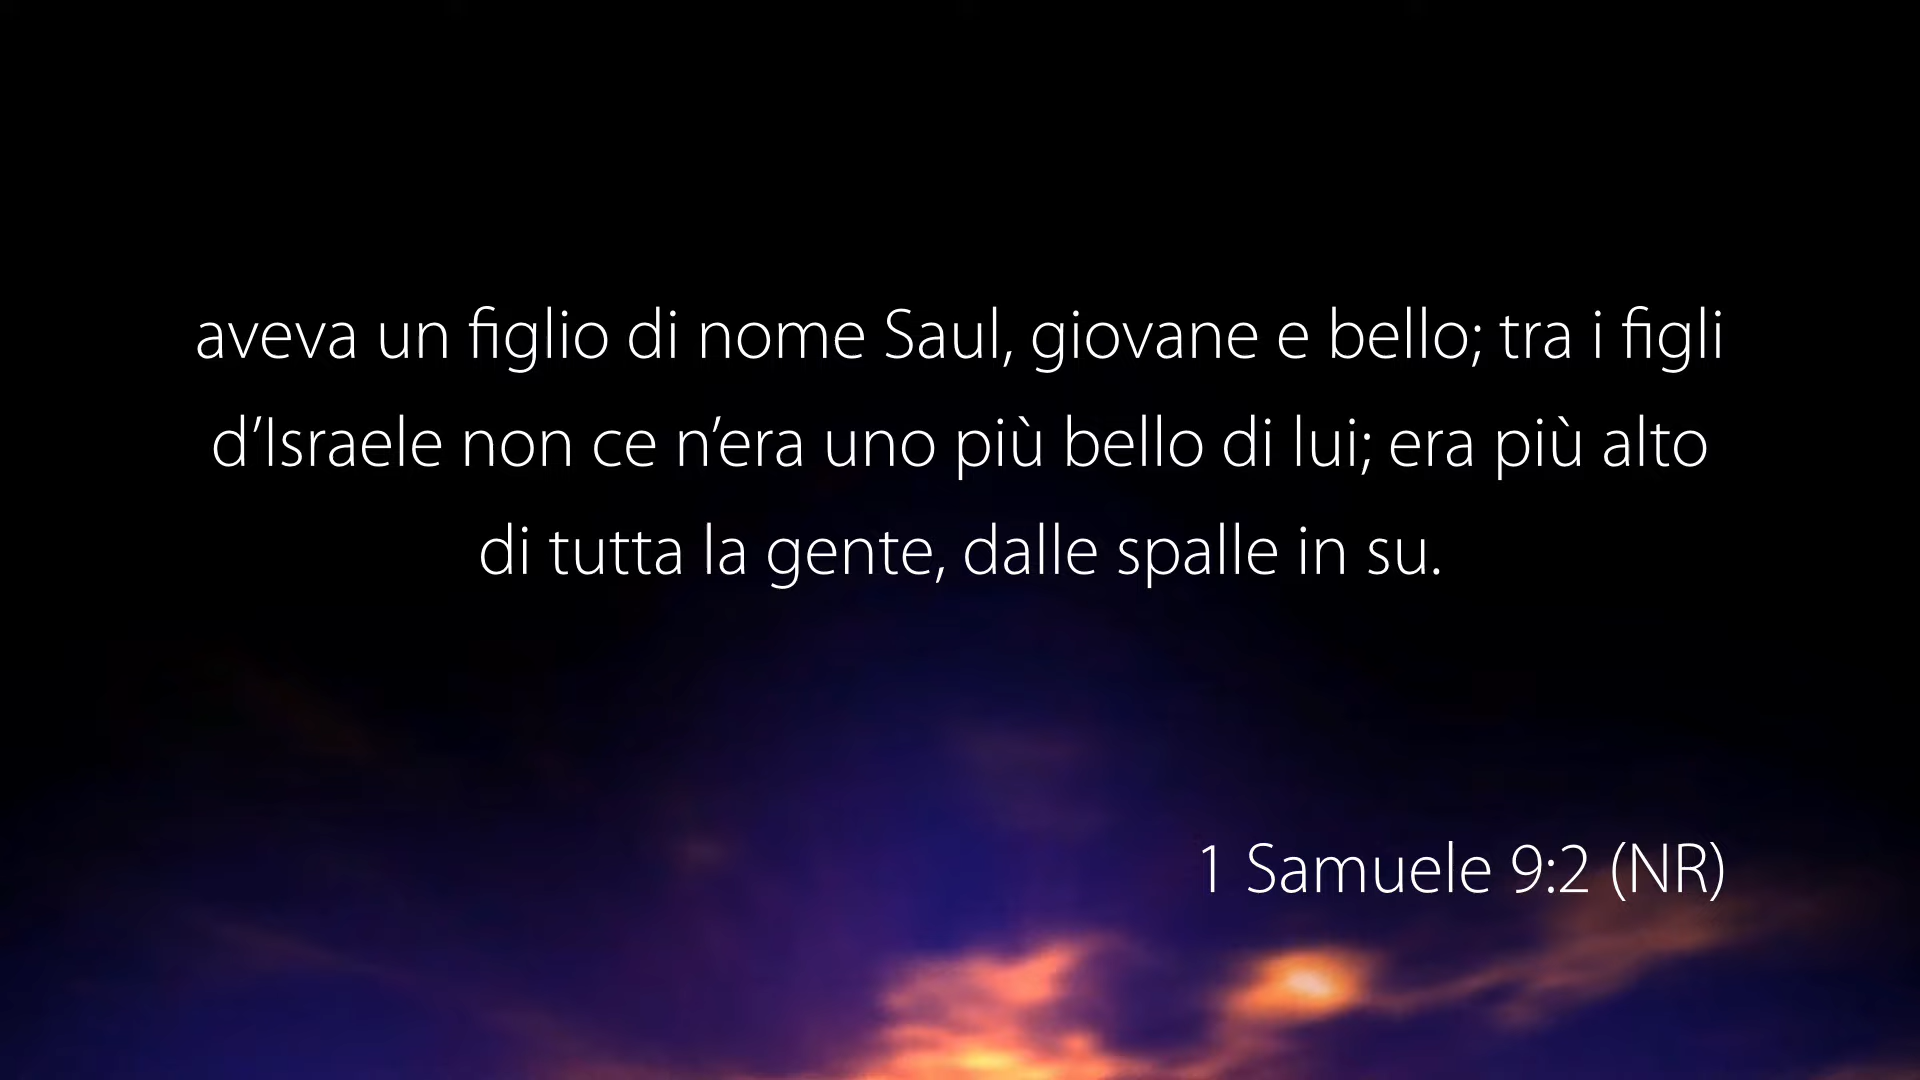 aveva un figlio di nome Saul, giovane e bello; tra i figli
d’Israele non ce n’era uno più bello di lui; era più alto
di tutta la gente, dalle spalle in su.
1 Samuele 9:2 (NR)